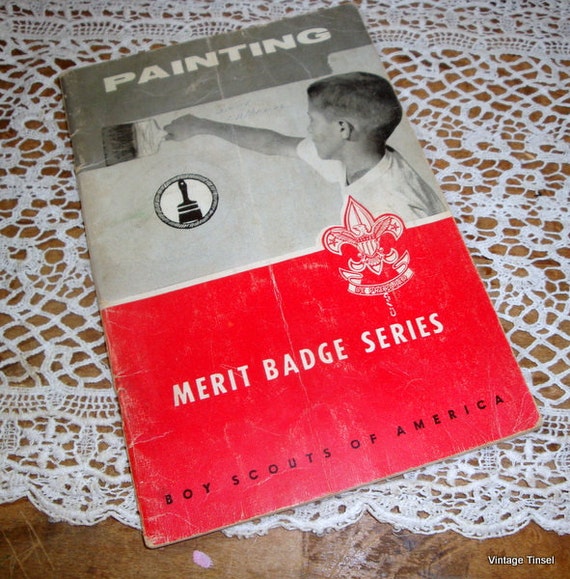 PAINTING
MERIT BADGE SERIES
BOY SCOUTS OF AMERICA
Vintage Tinsel